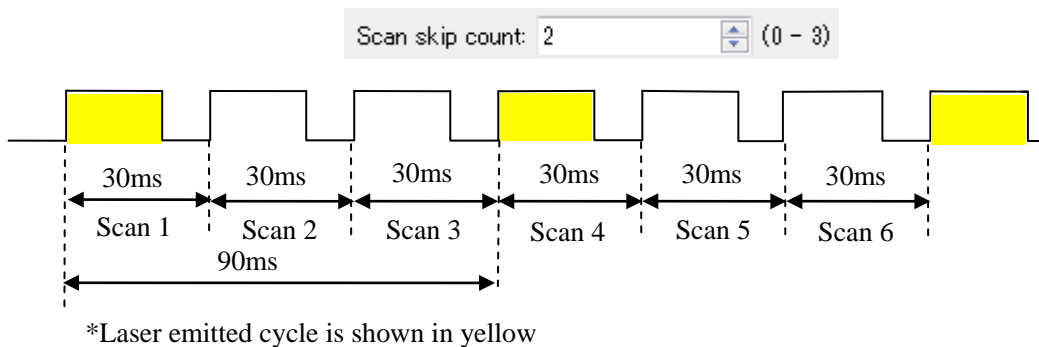 Scan skip count: 2 (0 - 3)
30ms 30ms 30ms 30ms 30ms 30ms
Scan 1 Scan 2 Scan 3 Scan 4 Scan 5 Scan 6
90ms
*Laser emitted cycle is shown in yellow